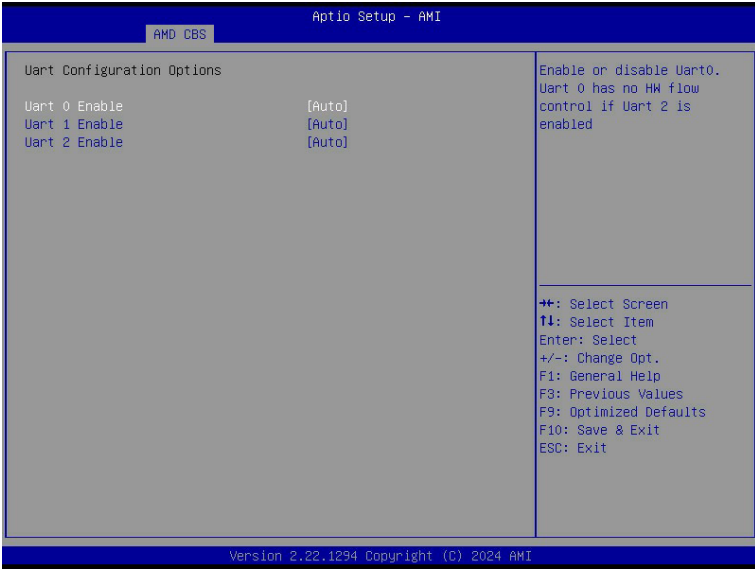 Aptio Setup – AMI
AMD CBS
Uart Configuration Options
Uart 0 Enable [Auto]
Uart 1 Enable [Auto]
Uart 2 Enable [Auto]
Enable or disable Uart0.
Uart 0 has no HW flow
control if Uart 2 is
enabled
→←: Select Screen
↑↓: Select Item
Enter: Select
+/-: Change Opt.
F1: General Help
F3: Previous Values
F9: Optimized Defaults
F10: Save & Exit
ESC: Exit
Version 2.22.1294 Copyright (C) 2024 AMI